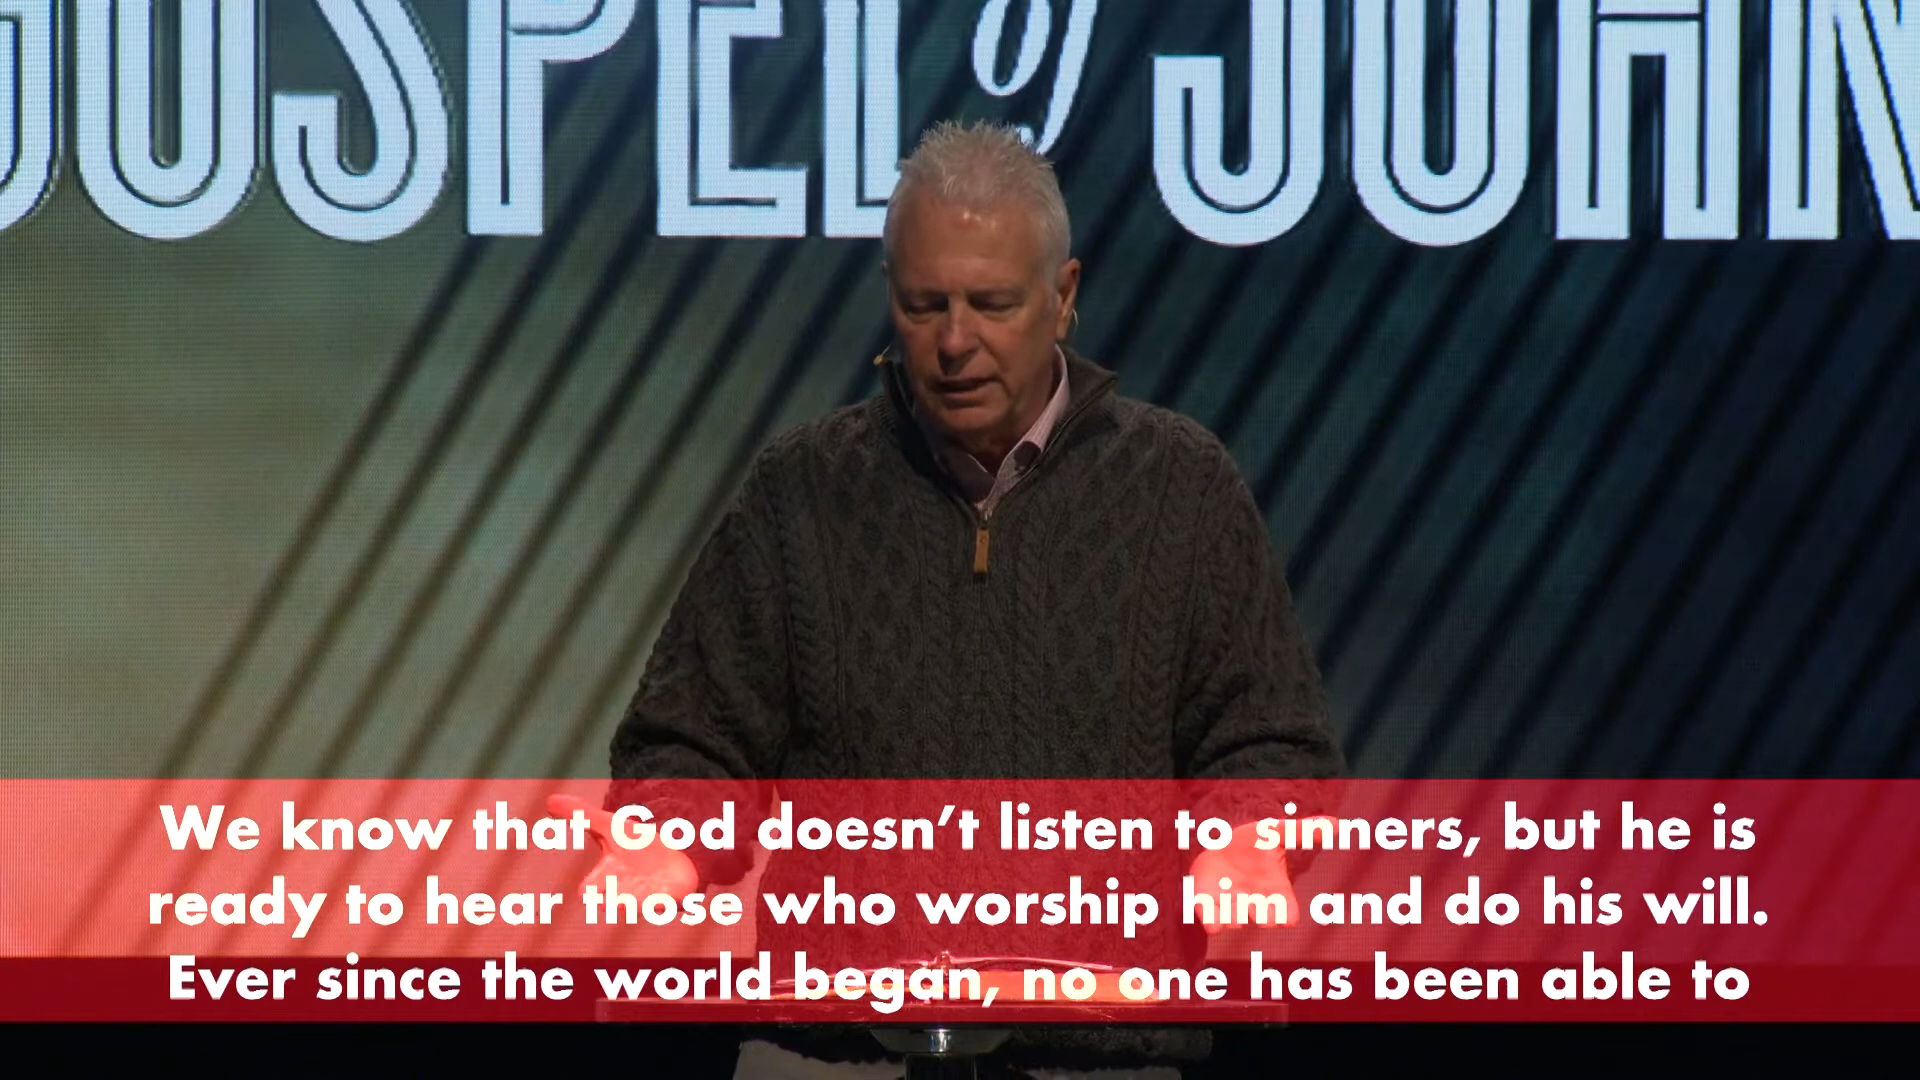 GOSPEL of JOHN
We know that God doesn’t listen to sinners, but he is
ready to hear those who worship him and do his will.
Ever since the world began, no one has been able to